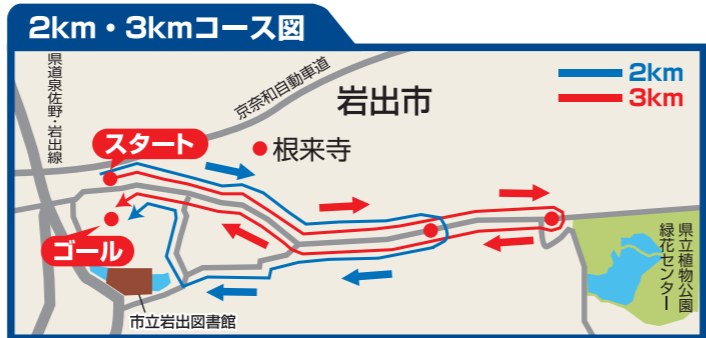 2km・3kmコース図
県道泉佐野・岩出線
京奈和自動車道
岩出市
2km
3km
スタート
根来寺
ゴール
市立岩出図書館
県立植物公園
緑花センター